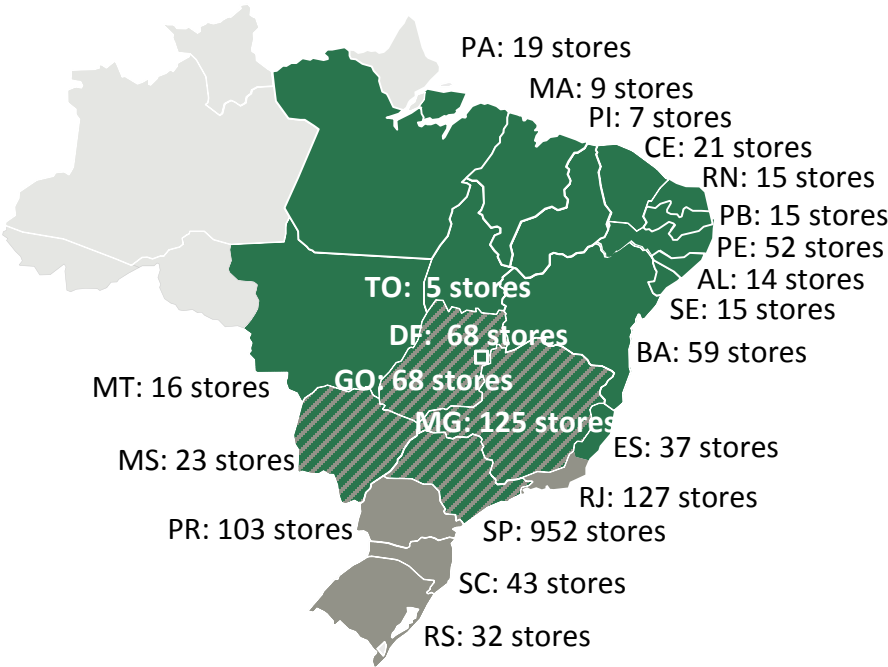 PA: 19 stores
MA: 9 stores
PI: 7 stores
CE: 21 stores
RN: 15 stores
PB: 15 stores
PE: 52 stores
AL: 14 stores
TO: 5 stores
SE: 15 stores
DF: 68 stores
BA: 59 stores
GO: 68 stores
MT: 16 stores
MG: 125 stores
ES: 37 stores
MS: 23 stores
RJ: 127 stores
PR: 103 stores
SP: 952 stores
SC: 43 stores
RS: 32 stores